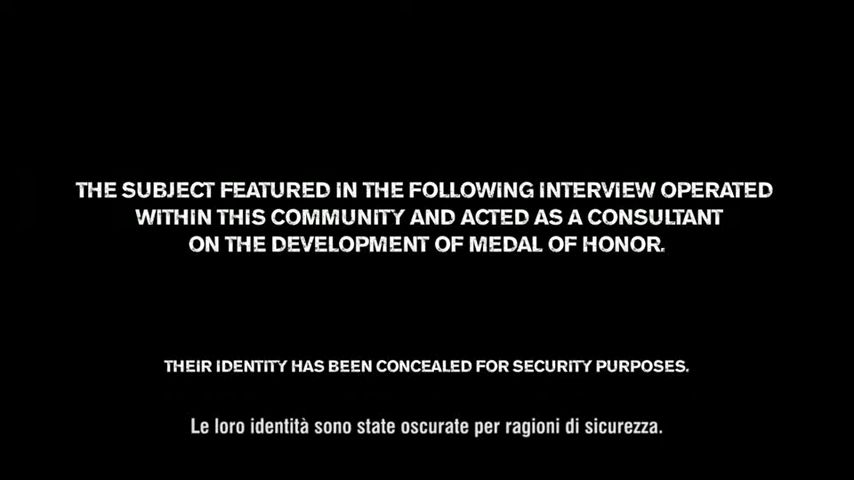 THE SUBJECT FEATURED IN THE FOLLOWING INTERVIEW OPERATED
WITHIN THIS COMMUNITY AND ACTED AS A CONSULTANT
ON THE DEVELOPMENT OF MEDAL OF HONOR.
THEIR IDENTITY HAS BEEN CONCEALED FOR SECURITY PURPOSES.
Le loro identità sono state oscurate per ragioni di sicurezza.